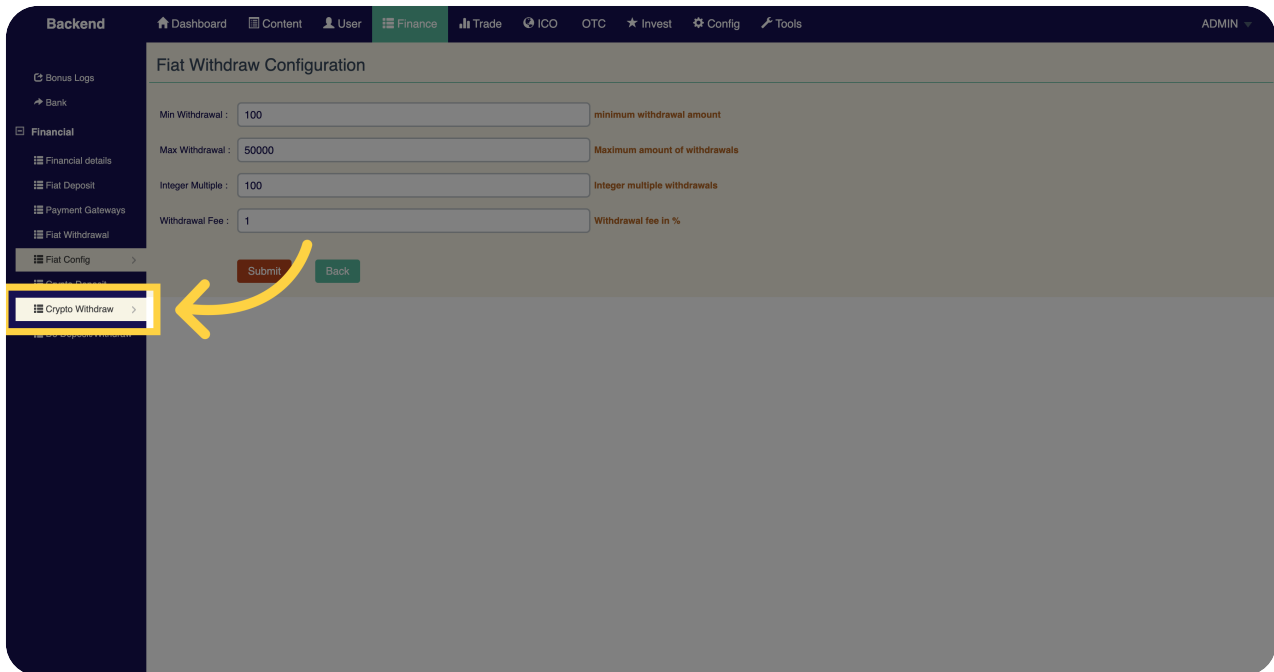 Backend
Dashboard Content User Finance Trade ICO OTC Invest Config Tools ADMIN
Fiat Withdraw Configuration
Bonus Logs
Bank
Financial
Financial details
Fiat Deposit
Payment Gateways
Fiat Withdrawal
Fiat Config
Crypto Deposit
Crypto Withdraw
Min Withdrawal : 100 minimum withdrawal amount
Max Withdrawal : 50000 Maximum amount of withdrawals
Integer Multiple : 100 Integer multiple withdrawals
Withdrawal Fee : 1 Withdrawal fee in %
Submit Back